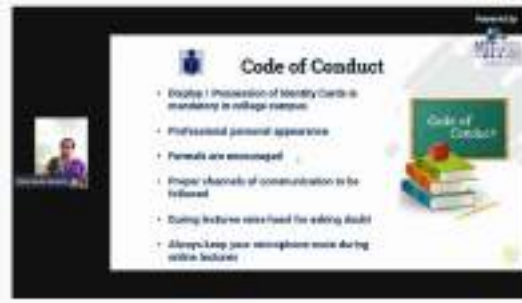 Powered by
Code of Conduct
• Display / Possession of Identity Cards is
mandatory in college campus
• Professional personal appearance
• Formals are encouraged
• Proper channels of communication to be
followed
• During lectures raise hand for asking doubt
• Always keep your microphone mute during
online lectures
Code of
Conduct